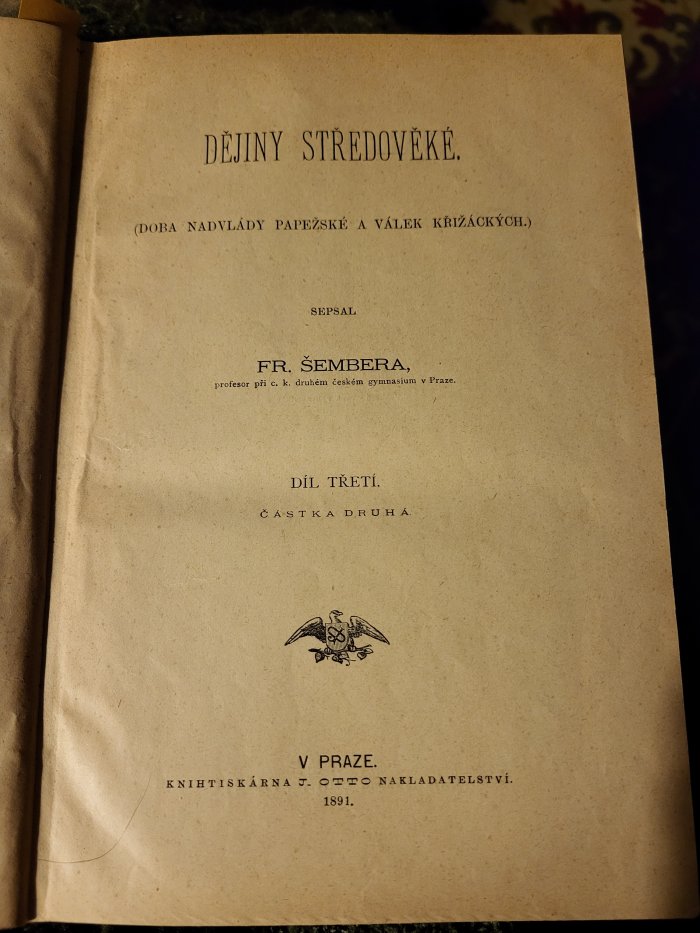 DĚJINY STŘEDOVĚKÉ.
(DOBA NADVLÁDY PAPEŽSKÉ A VÁLEK KŘIŽÁCKÝCH.)
SEPSAL
FR. ŠEMBERA,
profesor při c. k. druhém českém gymnasium v Praze.
DÍL TŘETÍ.
ČÁSTKA DRUHÁ.
V PRAZE.
KNIHTISKÁRNA J. OTTO NAKLADATELSTVÍ.
1891.